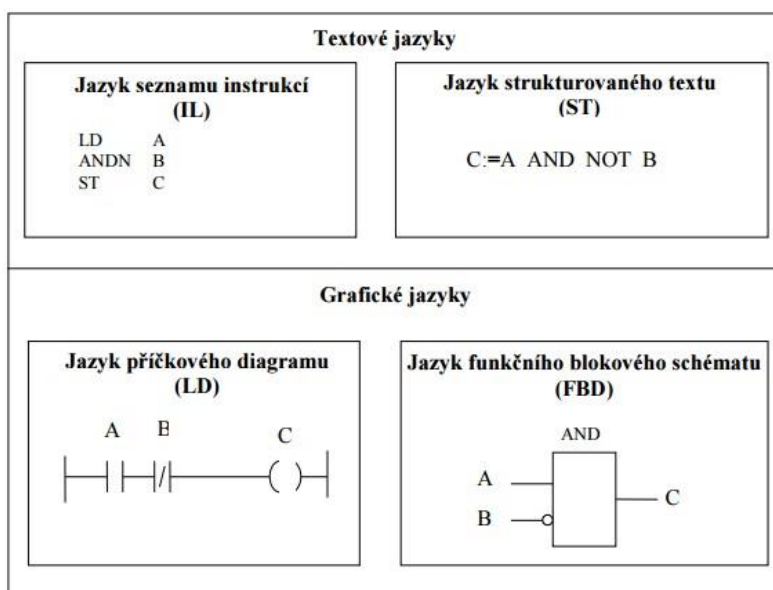 Textové jazyky
Jazyk seznamu instrukcí
(IL)
LD A
ANDN B
ST C
Jazyk strukturovaného textu
(ST)
C:=A AND NOT B
Grafické jazyky
Jazyk příčkového diagramu
(LD)
A B C
Jazyk funkčního blokového schématu
(FBD)
AND
A
B
C